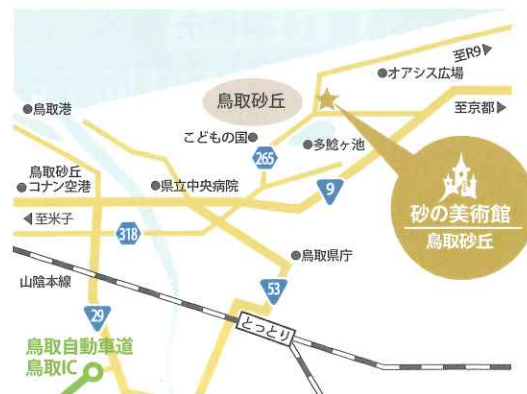 至R9▶
●オアシス広場
●鳥取港
鳥取砂丘
至京都▶
こどもの国●
●多鯰ヶ池
265
鳥取砂丘
●コナン空港
●県立中央病院
9
砂の美術館
鳥取砂丘
◀至米子
318
●鳥取県庁
山陰本線
53
29
とっとり
鳥取自動車道
鳥取IC